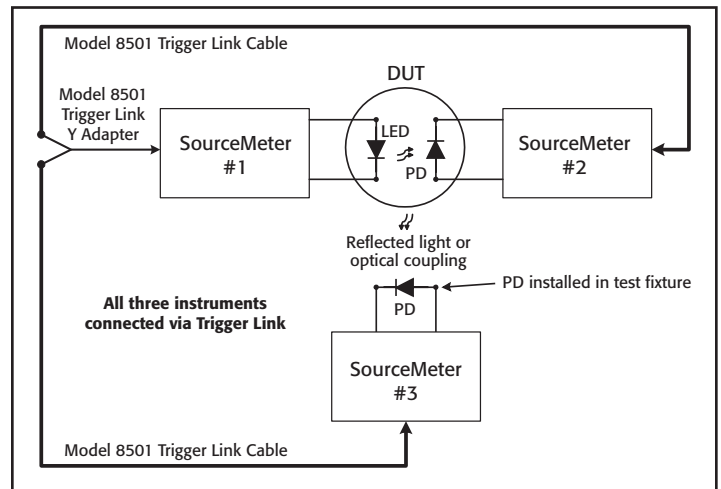 Model 8501 Trigger Link Cable
Model 8501
Trigger Link
Y Adapter
SourceMeter
#1
DUT
LED
PD
SourceMeter
#2
Reflected light or
optical coupling
PD installed in test fixture
PD
All three instruments
connected via Trigger Link
SourceMeter
#3
Model 8501 Trigger Link Cable